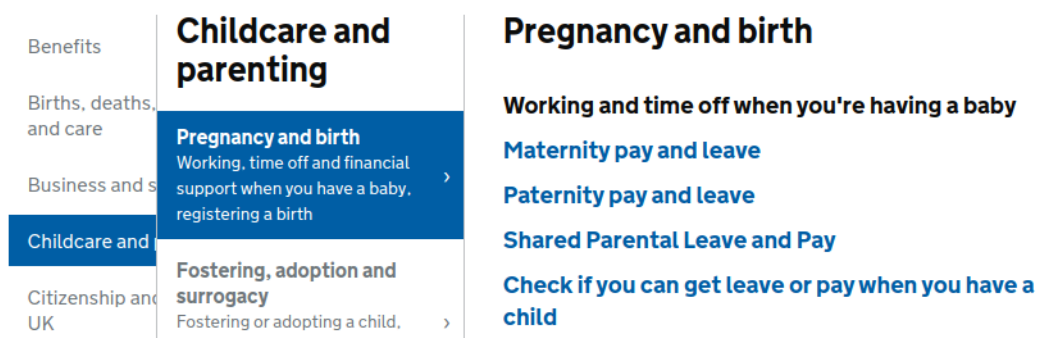 Benefits
Births, deaths,
and care
Business and s
Childcare and
Citizenship and
UK
Childcare and
parenting
Pregnancy and birth
Working, time off and financial
support when you have a baby,
registering a birth
›
Fostering, adoption and
surrogacy
Fostering or adopting a child,
›
Pregnancy and birth
Working and time off when you're having a baby
Maternity pay and leave
Paternity pay and leave
Shared Parental Leave and Pay
Check if you can get leave or pay when you have a
child